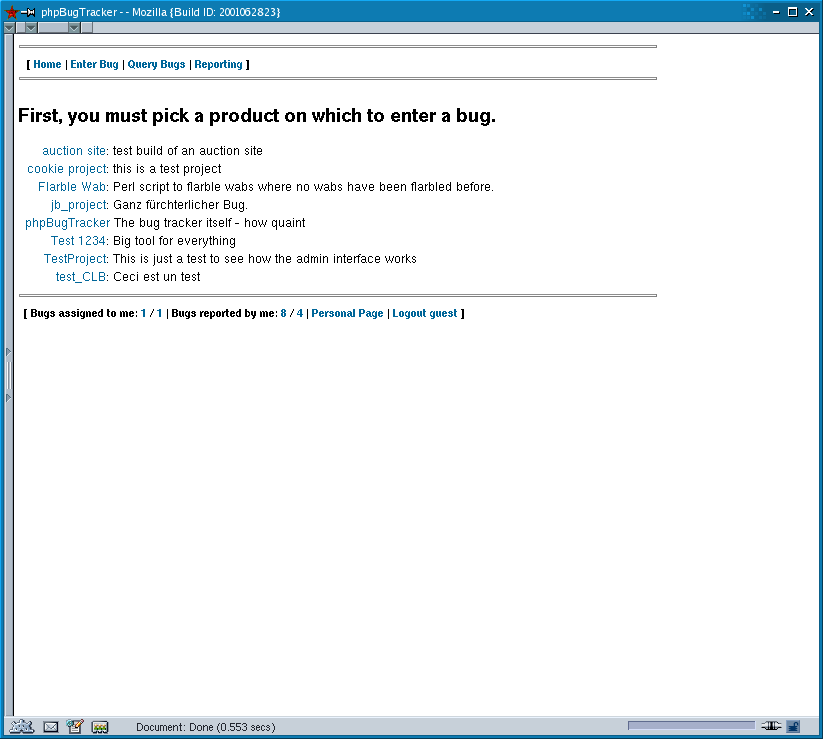 phpBugTracker - - Mozilla {Build ID: 2001062823}
[ Home | Enter Bug | Query Bugs | Reporting ]
First, you must pick a product on which to enter a bug.
auction site: test build of an auction site
cookie project: this is a test project
Flarble Wab: Perl script to flarble wabs where no wabs have been flarbled before.
jb_project: Ganz fürchterlicher Bug.
phpBugTracker The bug tracker itself - how quaint
Test 1234: Big tool for everything
TestProject: This is just a test to see how the admin interface works
test_CLB: Ceci est un test
[ Bugs assigned to me: 1 / 1 | Bugs reported by me: 8 / 4 | Personal Page | Logout guest ]
Document: Done (0.553 secs)